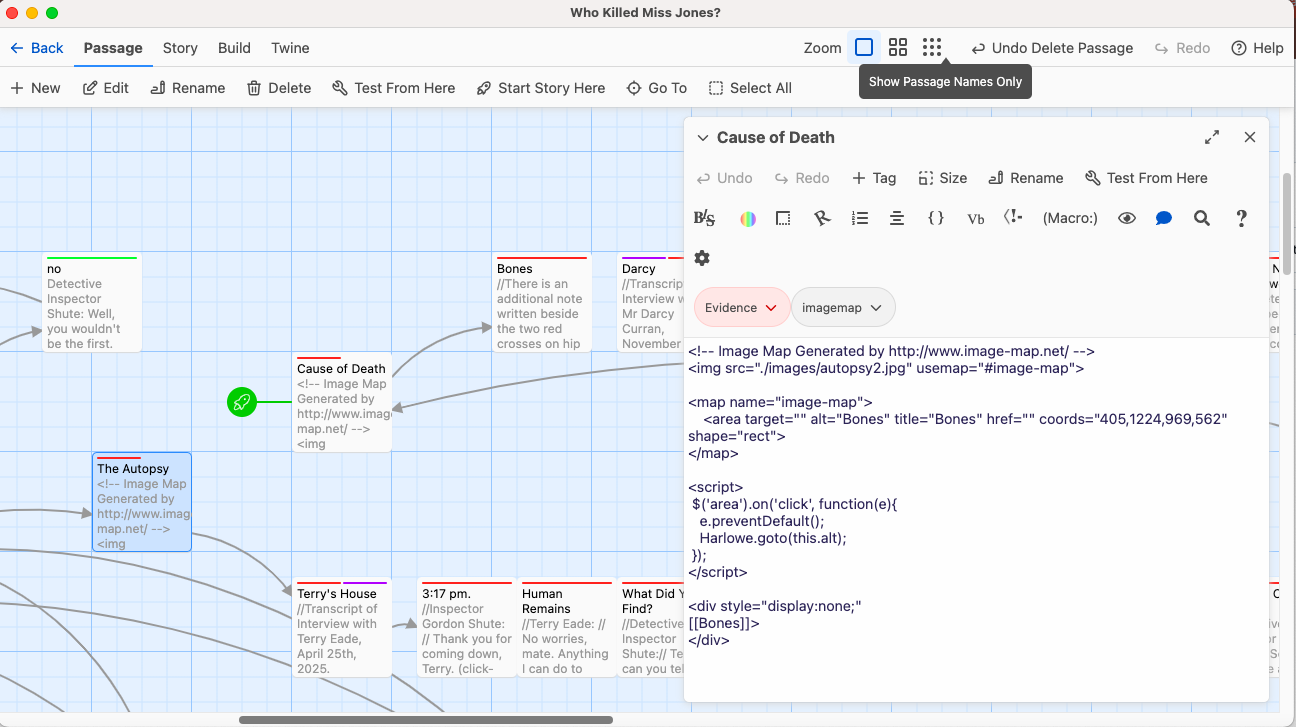 Who Killed Miss Jones?
Back Passage Story Build Twine Zoom Undo Delete Passage Redo Help
Show Passage Names Only
New Edit Rename Delete Test From Here Start Story Here Go To Select All
no
Detective
Inspector
Shute: Well,
you wouldn't
be the first.
Bones
//There is an
additional note
written beside
the two red
crosses on hip
Darcy
//Transcrip
Interview w
Mr Darcy
Curran,
November
Cause of Death
<!-- Image Map
Generated by
http://www.imag
map.net/ -->
<img
The Autopsy
<!-- Image Map
Generated by
http://www.imag
map.net/ -->
<img
Terry's House
//Transcript of
Interview with
Terry Eade,
April 25th,
2025.
3:17 pm.
//Inspector
Gordon Shute:
// Thank you for
coming down,
Terry. (click-
Human
Remains
//Terry Eade: //
No worries,
mate. Anything
I can do to
What Did Y
Find?
//Detective
Inspector
Shute:// Te
can you tel
Cause of Death
Undo Redo Tag Size Rename Test From Here
BIS { } Vb <!-- (Macro:) ?
Evidence imagemap
<!-- Image Map Generated by http://www.image-map.net/ -->
<img src="./images/autopsy2.jpg" usemap="#image-map">
<map name="image-map">
<area target="" alt="Bones" title="Bones" href="" coords="405,1224,969,562"
shape="rect">
</map>
<script>
$('area').on('click', function(e){
e.preventDefault();
Harlowe.goto(this.alt);
});
</script>
<div style="display:none;"
[[Bones]]>
</div>